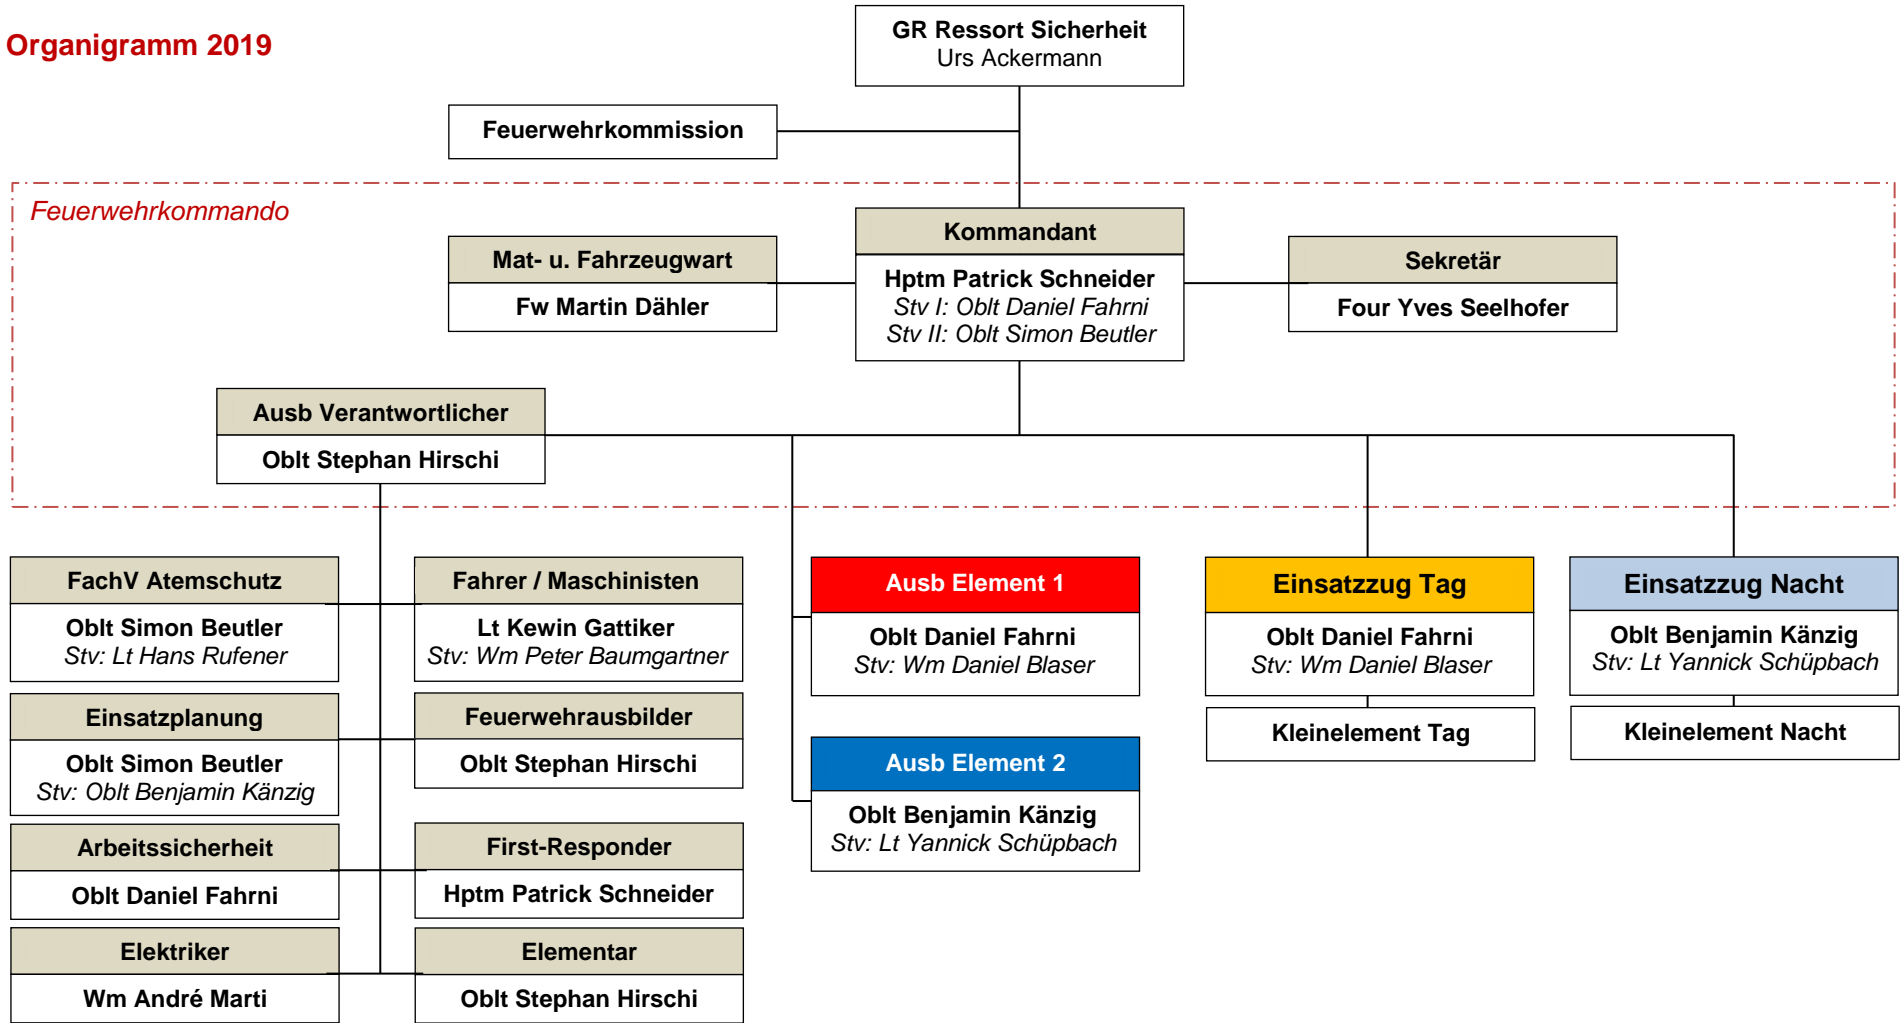 Organigramm 2019
GR Ressort Sicherheit
Urs Ackermann
Feuerwehrkommission
Feuerwehrkommando
Kommandant
Hptm Patrick Schneider
Stv I: Oblt Daniel Fahrni
Stv II: Oblt Simon Beutler
Mat- u. Fahrzeugwart
Fw Martin Dähler
Sekretär
Four Yves Seelhofer
Ausb Verantwortlicher
Oblt Stephan Hirschi
FachV Atemschutz
Oblt Simon Beutler
Stv: Lt Hans Rufener
Fahrer / Maschinisten
Lt Kewin Gattiker
Stv: Wm Peter Baumgartner
Einsatzplanung
Oblt Simon Beutler
Stv: Oblt Benjamin Känzig
Feuerwehrausbilder
Oblt Stephan Hirschi
Arbeitssicherheit
Oblt Daniel Fahrni
First-Responder
Hptm Patrick Schneider
Elektriker
Wm André Marti
Elementar
Oblt Stephan Hirschi
Ausb Element 1
Oblt Daniel Fahrni
Stv: Wm Daniel Blaser
Ausb Element 2
Oblt Benjamin Känzig
Stv: Lt Yannick Schüpbach
Einsatzzug Tag
Oblt Daniel Fahrni
Stv: Wm Daniel Blaser
Kleinelement Tag
Einsatzzug Nacht
Oblt Benjamin Känzig
Stv: Lt Yannick Schüpbach
Kleinelement Nacht